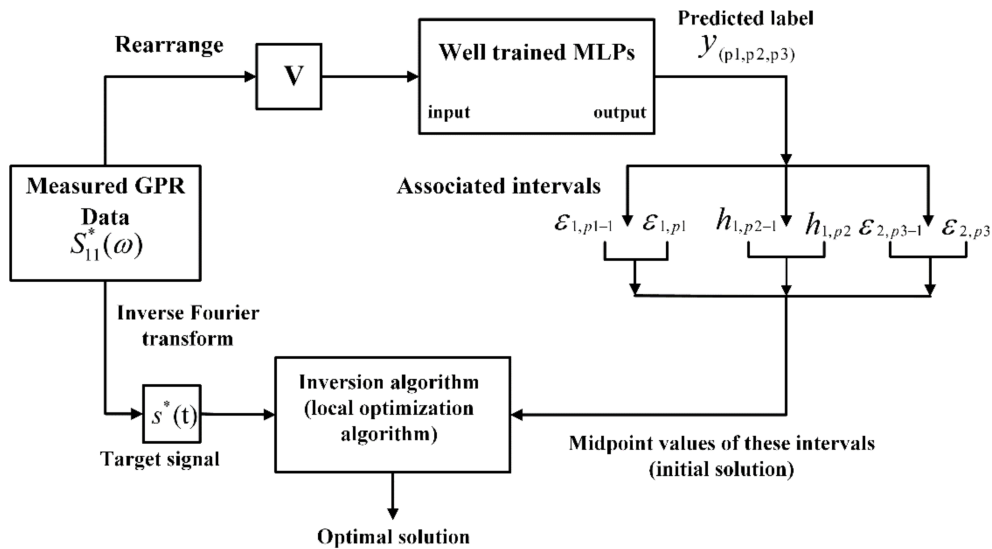 Predicted label
y(p1,p2,p3)
Rearrange
V
Well trained MLPs
input output
Measured GPR
Data
S*11(ω)
Associated intervals
ε1,p1−1 ε1,p1 h1,p2−1 h1,p2 ε2,p3−1 ε2,p3
Inverse Fourier
transform
s*(t)
Target signal
Inversion algorithm
(local optimization
algorithm)
Midpoint values of these intervals
(initial solution)
Optimal solution